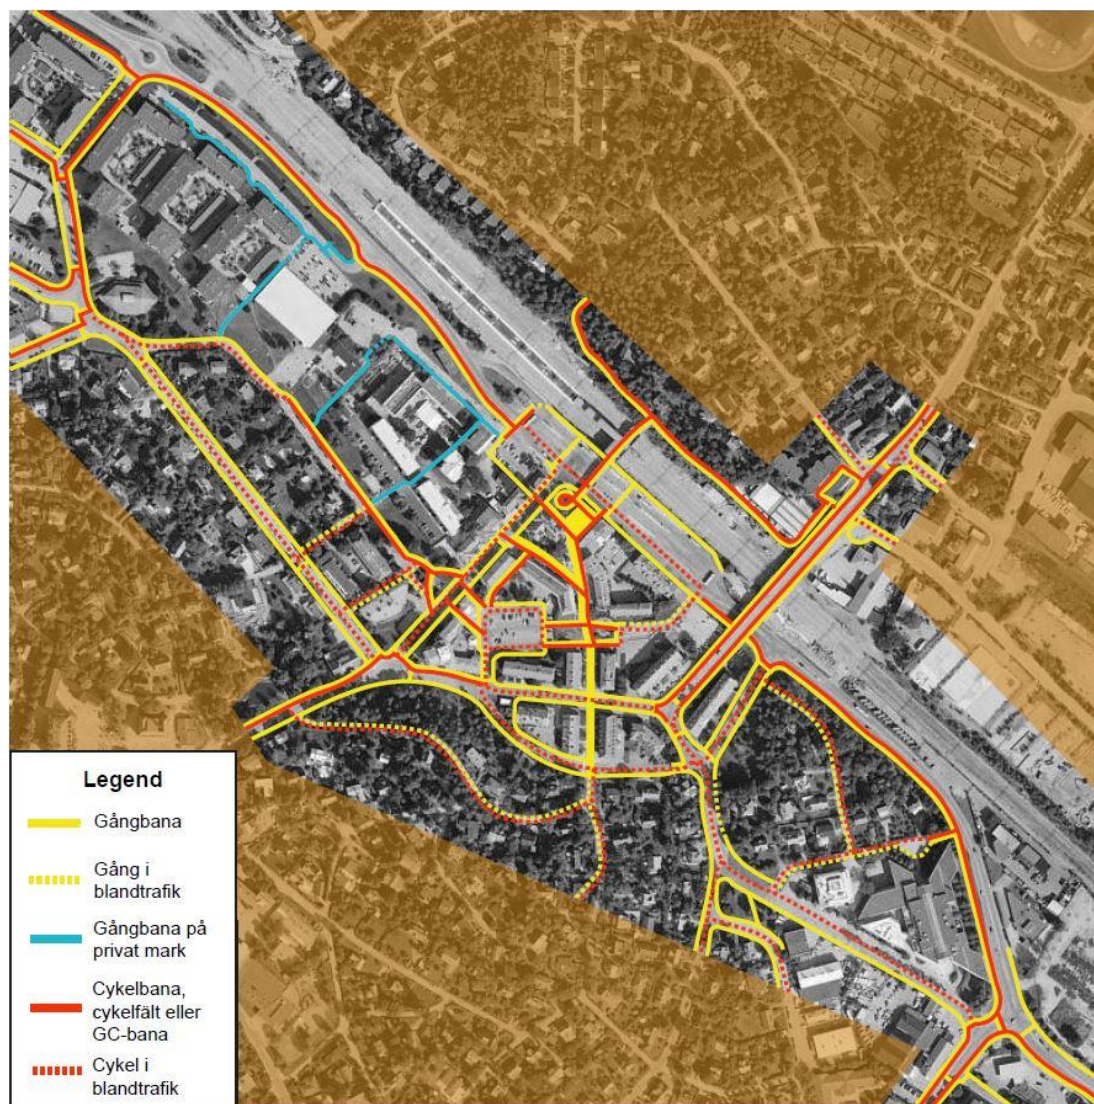 Legend
Gångbana
Gång i
blandtrafik
Gångbana på
privat mark
Cykelbana,
cykelfält eller
GC-bana
Cykel i
blandtrafik